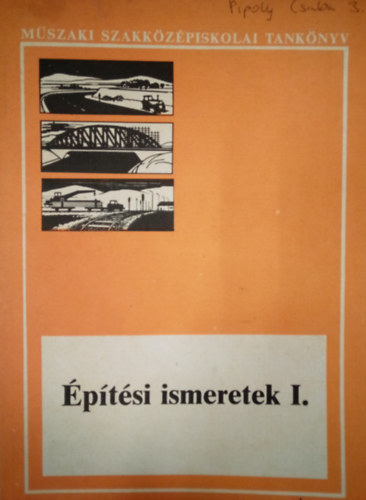 Pipoly Csaba 3.
MŰSZAKI SZAKKÖZÉPISKOLAI TANKÖNYV
Építési ismeretek I.